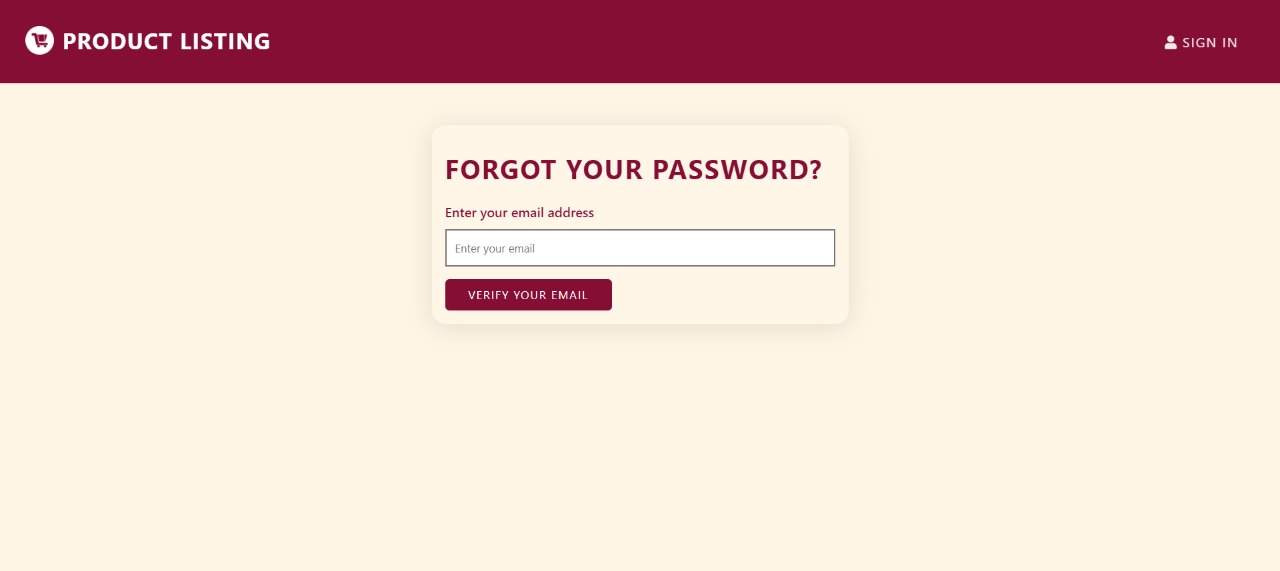 PRODUCT LISTING
SIGN IN
FORGOT YOUR PASSWORD?
Enter your email address
Enter your email
VERIFY YOUR EMAIL